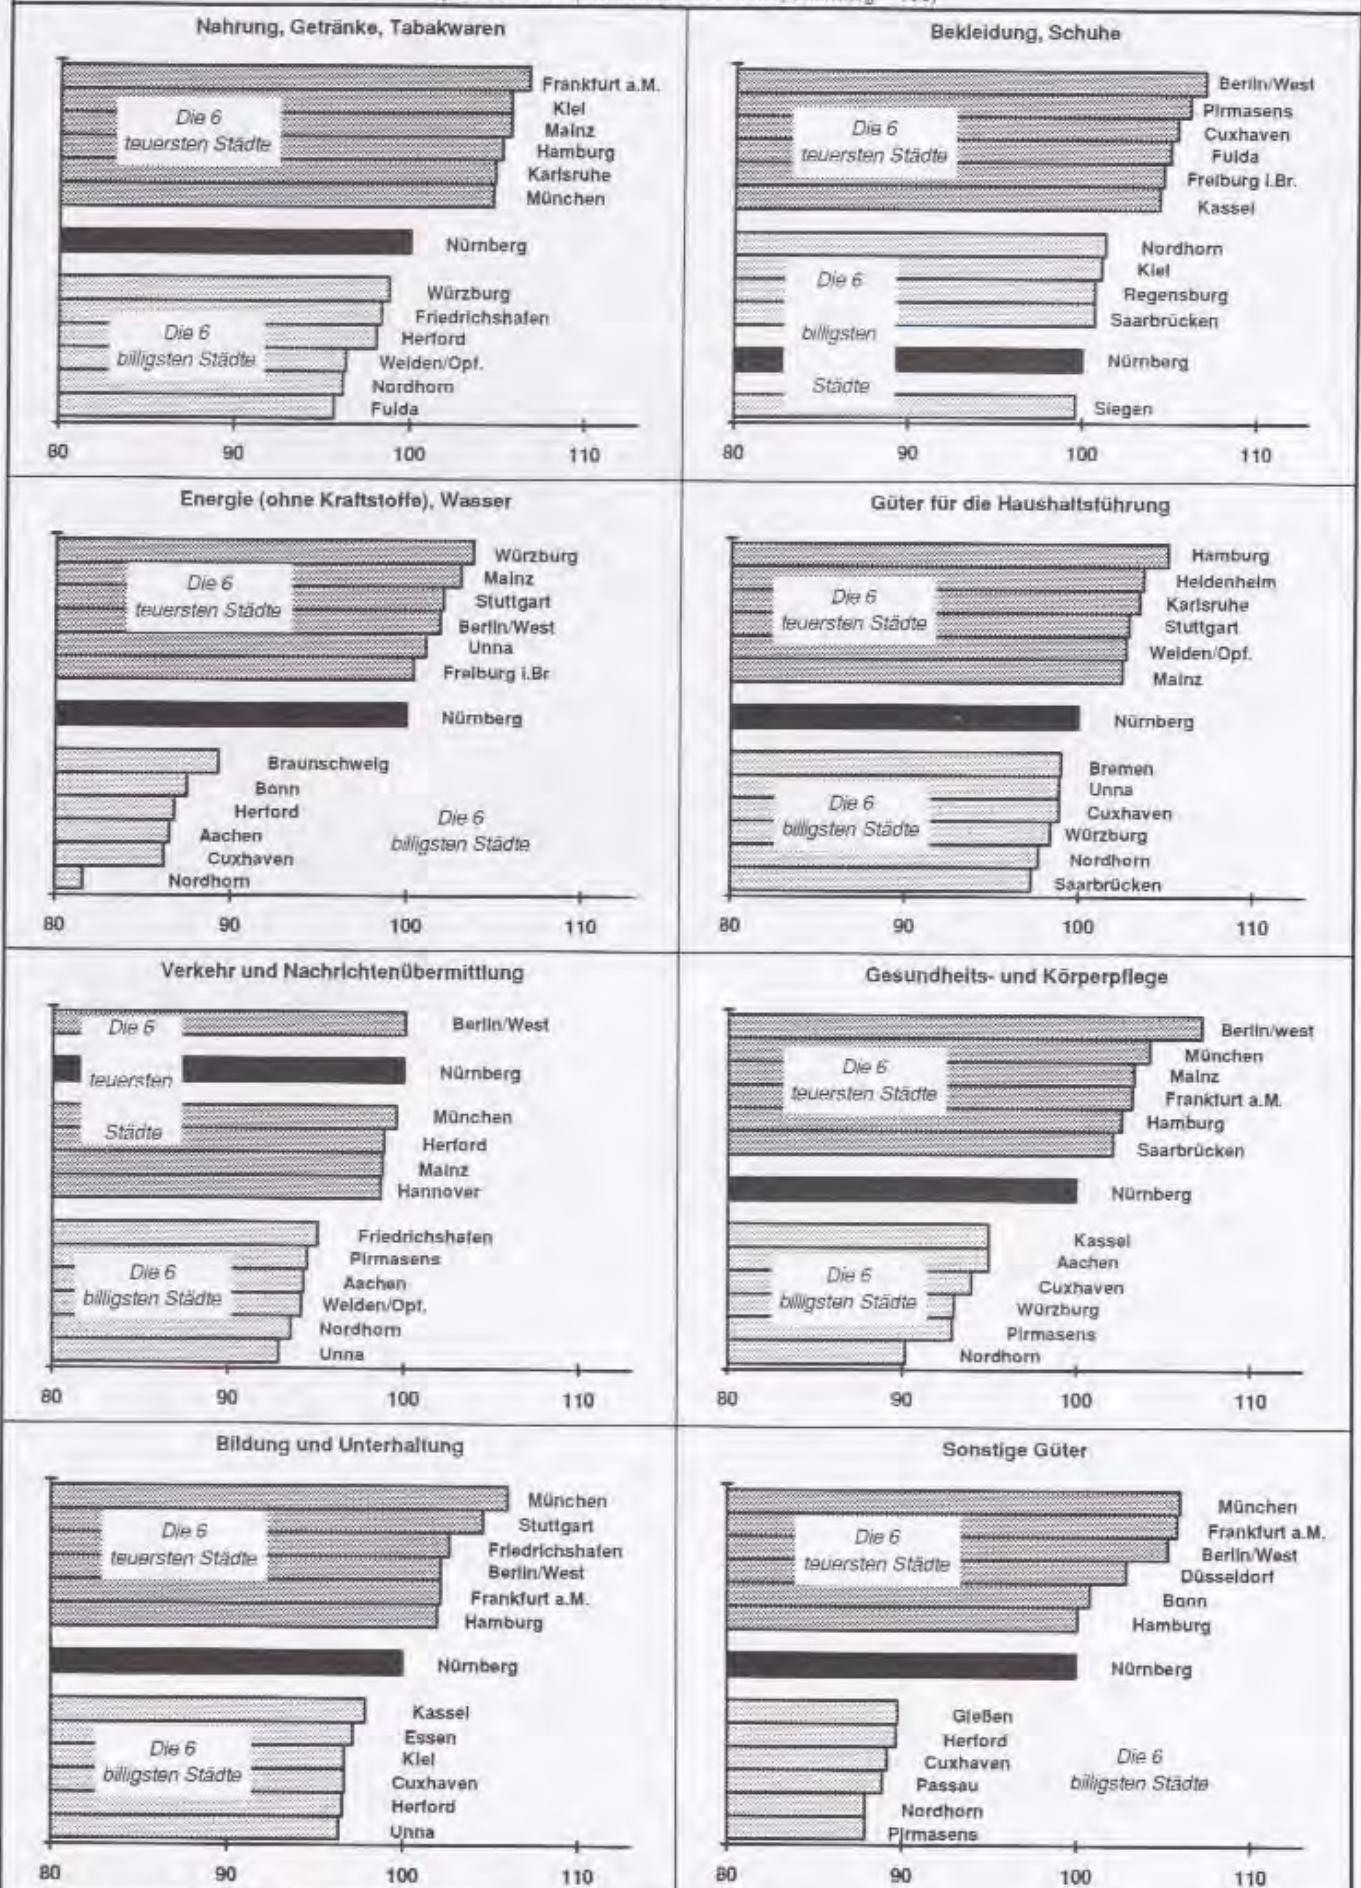 Nahrung, Getränke, Tabakwaren
Die 6
teuersten Städte
Frankfurt a.M.
Kiel
Mainz
Hamburg
Karlsruhe
München
Nürnberg
Die 6
billigsten Städte
Würzburg
Friedrichshafen
Herford
Weiden/Opf.
Nordhorn
Fulda
80 90 100 110
Bekleidung, Schuhe
Die 6
teuersten Städte
Berlin/West
Pirmasens
Cuxhaven
Fulda
Freiburg i.Br.
Kassel
Die 6
billigsten
Städte
Nordhorn
Kiel
Regensburg
Saarbrücken
Nürnberg
Siegen
80 90 100 110
Energie (ohne Kraftstoffe), Wasser
Die 6
teuersten Städte
Würzburg
Mainz
Stuttgart
Berlin/West
Unna
Freiburg i.Br
Nürnberg
Braunschweig
Bonn
Herford
Aachen
Cuxhaven
Nordhorn
Die 6
billigsten Städte
80 90 100 110
Güter für die Haushaltsführung
Die 6
teuersten Städte
Hamburg
Heidenheim
Karlsruhe
Stuttgart
Weiden/Opf.
Mainz
Nürnberg
Die 6
billigsten Städte
Bremen
Unna
Cuxhaven
Würzburg
Nordhorn
Saarbrücken
80 90 100 110
Verkehr und Nachrichtenübermittlung
Die 6
teuersten
Städte
Berlin/West
Nürnberg
München
Herford
Mainz
Hannover
Die 6
billigsten Städte
Friedrichshafen
Pirmasens
Aachen
Weiden/Opf.
Nordhorn
Unna
80 90 100 110
Gesundheits- und Körperpflege
Die 6
teuersten Städte
Berlin/west
München
Mainz
Frankfurt a.M.
Hamburg
Saarbrücken
Nürnberg
Die 6
billigsten Städte
Kassel
Aachen
Cuxhaven
Würzburg
Pirmasens
Nordhorn
80 90 100 110
Bildung und Unterhaltung
Die 6
teuersten Städte
München
Stuttgart
Friedrichshafen
Berlin/West
Frankfurt a.M.
Hamburg
Nürnberg
Die 6
billigsten Städte
Kassel
Essen
Kiel
Cuxhaven
Herford
Unna
80 90 100 110
Sonstige Güter
Die 6
teuersten Städte
München
Frankfurt a.M.
Berlin/West
Düsseldorf
Bonn
Hamburg
Nürnberg
Gießen
Herford
Cuxhaven
Passau
Nordhorn
Pirmasens
Die 6
billigsten Städte
80 90 100 110